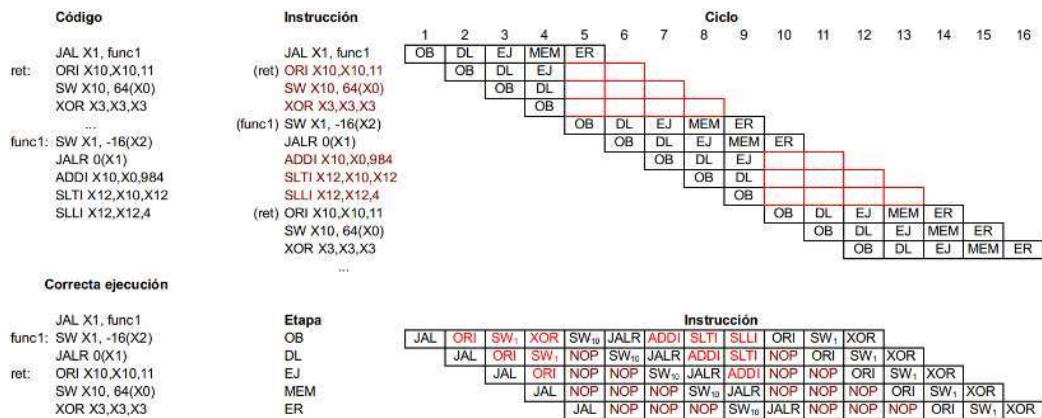 Código Instrucción Ciclo
1 2 3 4 5 6 7 8 9 10 11 12 13 14 15 16
JAL X1, func1 JAL X1, func1 OB DL EJ MEM ER
ret: ORI X10,X10,11 (ret) ORI X10,X10,11 OB DL EJ
SW X10, 64(X0) SW X10, 64(X0) OB DL
XOR X3,X3,X3 XOR X3,X3,X3 OB
... (func1) SW X1, -16(X2) OB DL EJ MEM ER
func1: SW X1, -16(X2) JALR 0(X1) OB DL EJ MEM ER
JALR 0(X1) ADDI X10,X0,984 OB DL EJ
ADDI X10,X0,984 SLTI X12,X10,X12 OB DL
SLTI X12,X10,X12 SLLI X12,X12,4 OB
SLLI X12,X12,4 (ret) ORI X10,X10,11 OB DL EJ MEM ER
SW X10, 64(X0) OB DL EJ MEM ER
XOR X3,X3,X3 OB DL EJ MEM ER
...
Correcta ejecución
JAL X1, func1 Etapa Instrucción
func1: SW X1, -16(X2) OB JAL ORI SW₁ XOR SW₁₀ JALR ADDI SLTI SLLI ORI SW₁ XOR
JALR 0(X1) DL JAL ORI SW₁ NOP SW₁₀ JALR ADDI SLTI NOP ORI SW₁ XOR
ret: ORI X10,X10,11 EJ JAL ORI NOP NOP SW₁₀ JALR ADDI NOP NOP ORI SW₁ XOR
SW X10, 64(X0) MEM JAL NOP NOP NOP SW₁₀ JALR NOP NOP NOP ORI SW₁ XOR
XOR X3,X3,X3 ER JAL NOP NOP NOP SW₁₀ JALR NOP NOP NOP ORI SW₁ XOR